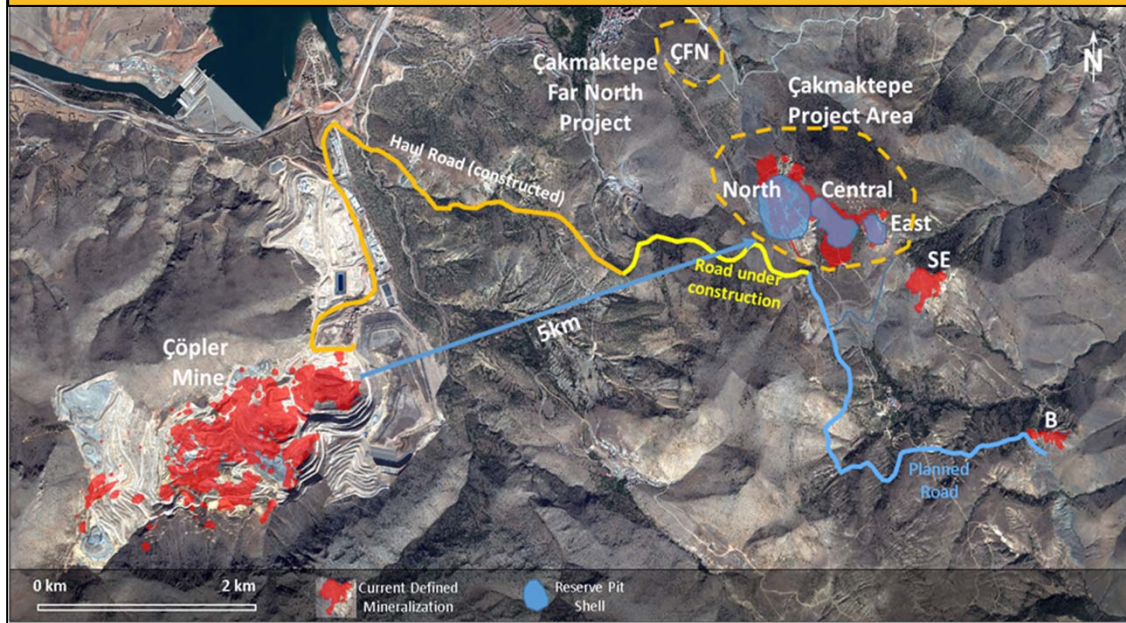 ÇFN
N
Çakmaktepe
Far North
Project
Çakmaktepe
Project Area
Haul Road (constructed)
North
Central
East
SE
Road under
construction
5km
Çöpler
Mine
B
Planned
Road
0 km
2 km
Current Defined
Mineralization
Reserve Pit
Shell